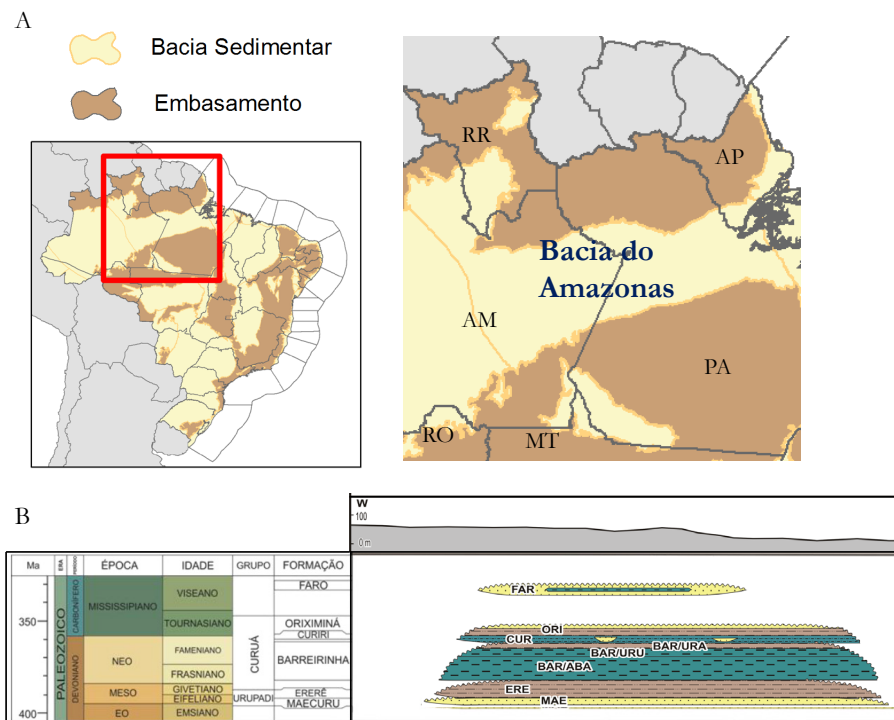 A
Bacia Sedimentar
Embasamento
RR
AP
Bacia do
Amazonas
AM
PA
RO
MT
B
W
100
0 m
Ma
ERA
PERÍODO
ÉPOCA
IDADE
GRUPO
FORMAÇÃO
350
400
PALEOZOICO
CARBONÍFERO
DEVONIANO
MISSISSIPIANO
NEO
MESO
EO
VISEANO
TOURNASIANO
FAMENIANO
FRASNIANO
GIVETIANO
EIFELIANO
EMSIANO
CURUÁ
URUPADI
FARO
ORIXIMINÁ
CURIRI
BARREIRINHA
ERERÊ
MAECURU
FAR
ORI
CUR
BAR/URA
BAR/URU
BAR/ABA
ERE
MAE